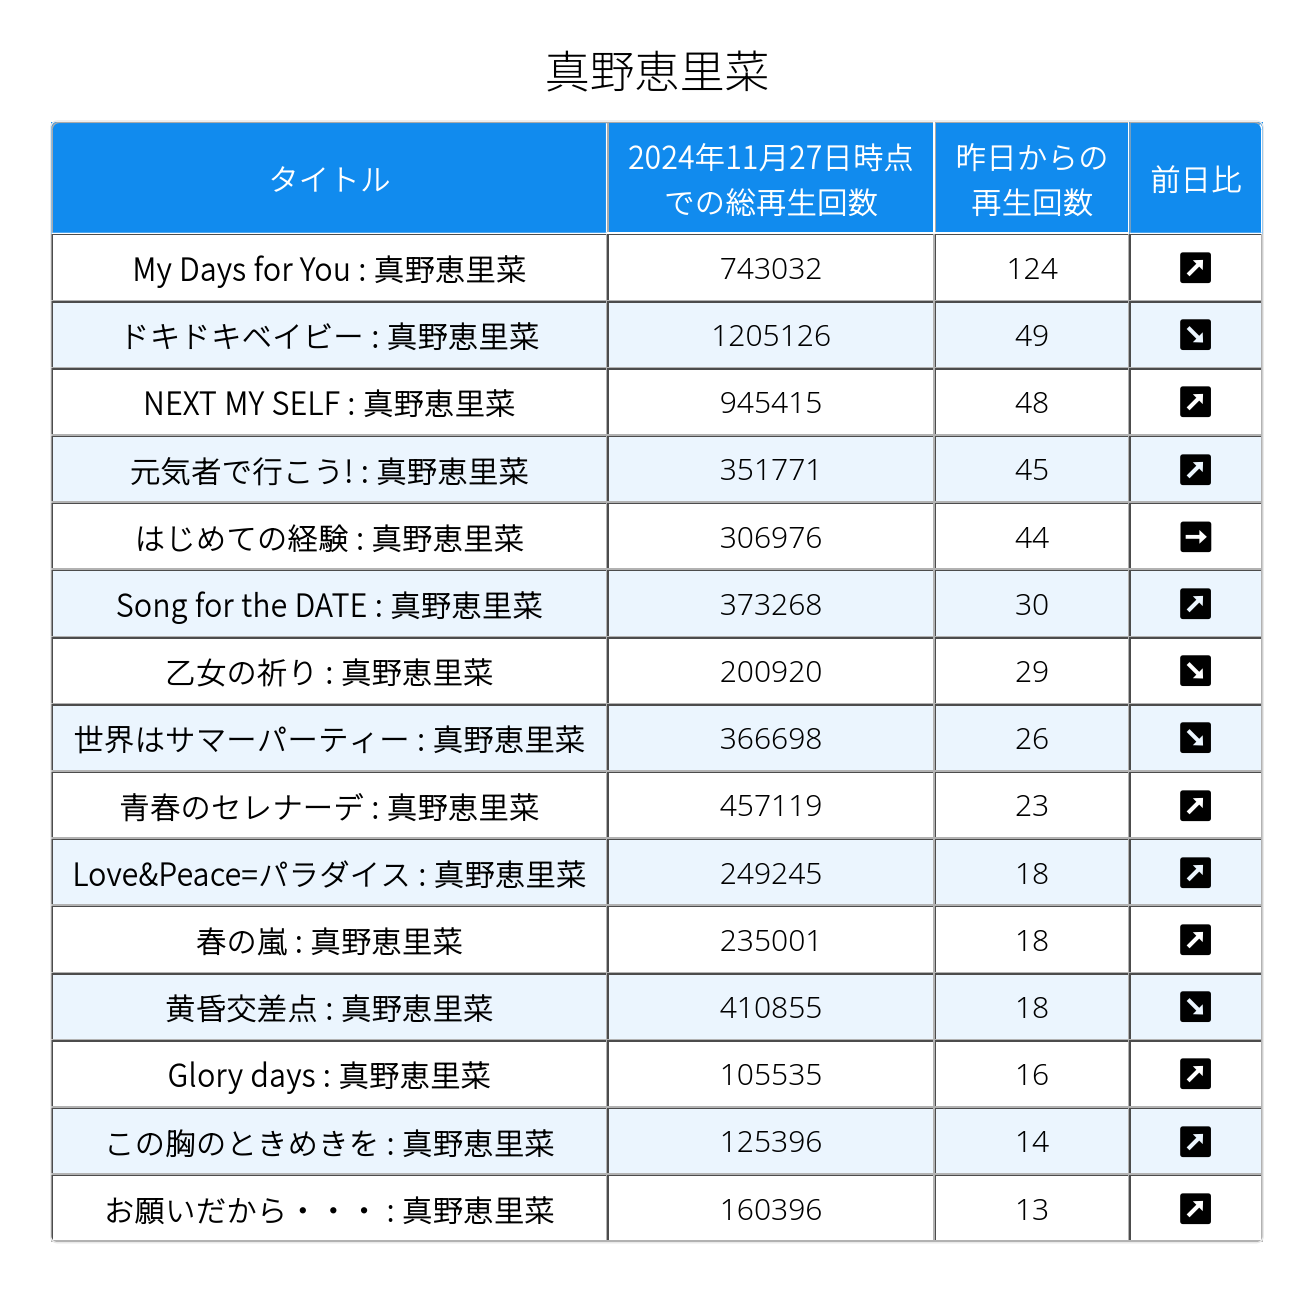 真野恵里菜
タイトル 2024年11月27日時点での総再生回数 昨日からの再生回数 前日比
My Days for You : 真野恵里菜 743032 124 ↗
ドキドキベイビー : 真野恵里菜 1205126 49 ↘
NEXT MY SELF : 真野恵里菜 945415 48 ↗
元気者で行こう! : 真野恵里菜 351771 45 ↗
はじめての経験 : 真野恵里菜 306976 44 →
Song for the DATE : 真野恵里菜 373268 30 ↗
乙女の祈り : 真野恵里菜 200920 29 ↘
世界はサマーパーティー : 真野恵里菜 366698 26 ↘
青春のセレナーデ : 真野恵里菜 457119 23 ↗
Love&Peace=パラダイス : 真野恵里菜 249245 18 ↗
春の嵐 : 真野恵里菜 235001 18 ↗
黄昏交差点 : 真野恵里菜 410855 18 ↘
Glory days : 真野恵里菜 105535 16 ↗
この胸のときめきを : 真野恵里菜 125396 14 ↗
お願いだから・・・ : 真野恵里菜 160396 13 ↗